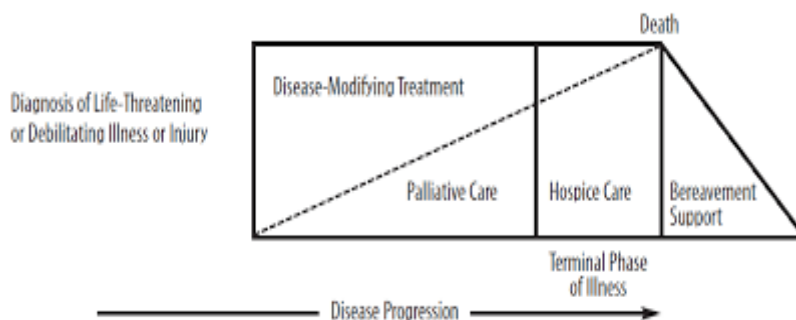 Death
Diagnosis of Life-Threatening
or Debilitating Illness or Injury
Disease-Modifying Treatment
Palliative Care
Hospice Care
Bereavement
Support
Terminal Phase
of Illness
Disease Progression